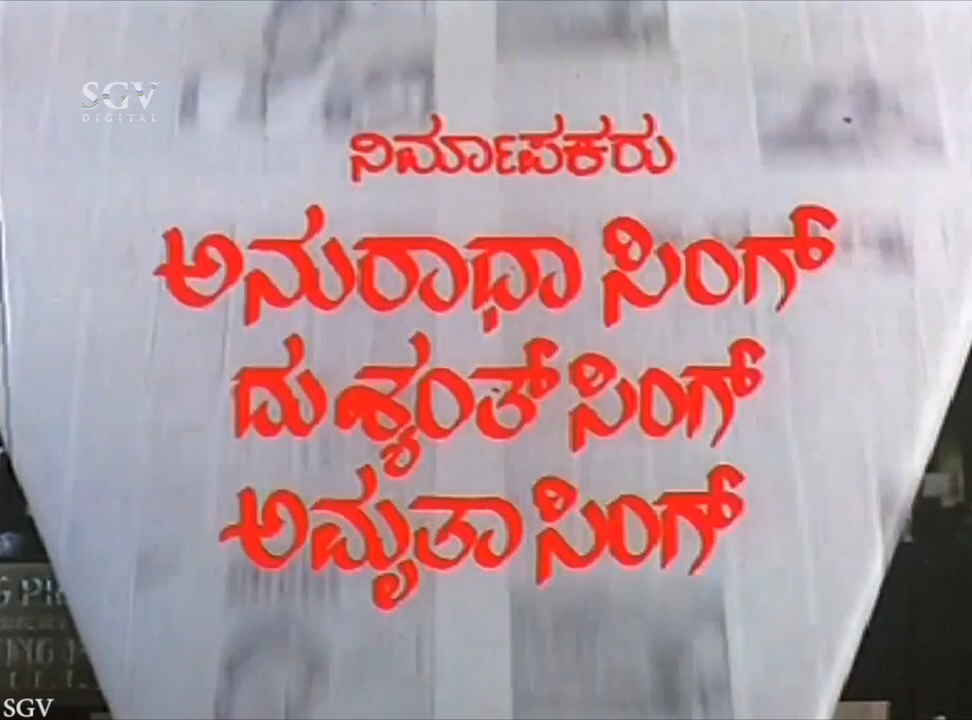 SGV
DIGITAL
ನಿರ್ಮಾಪಕರು
ಅನುರಾಧಾ ಸಿಂಗ್
ದುಶ್ಯಂತ್ ಸಿಂಗ್
ಅಮೃತಾ ಸಿಂಗ್
SGV